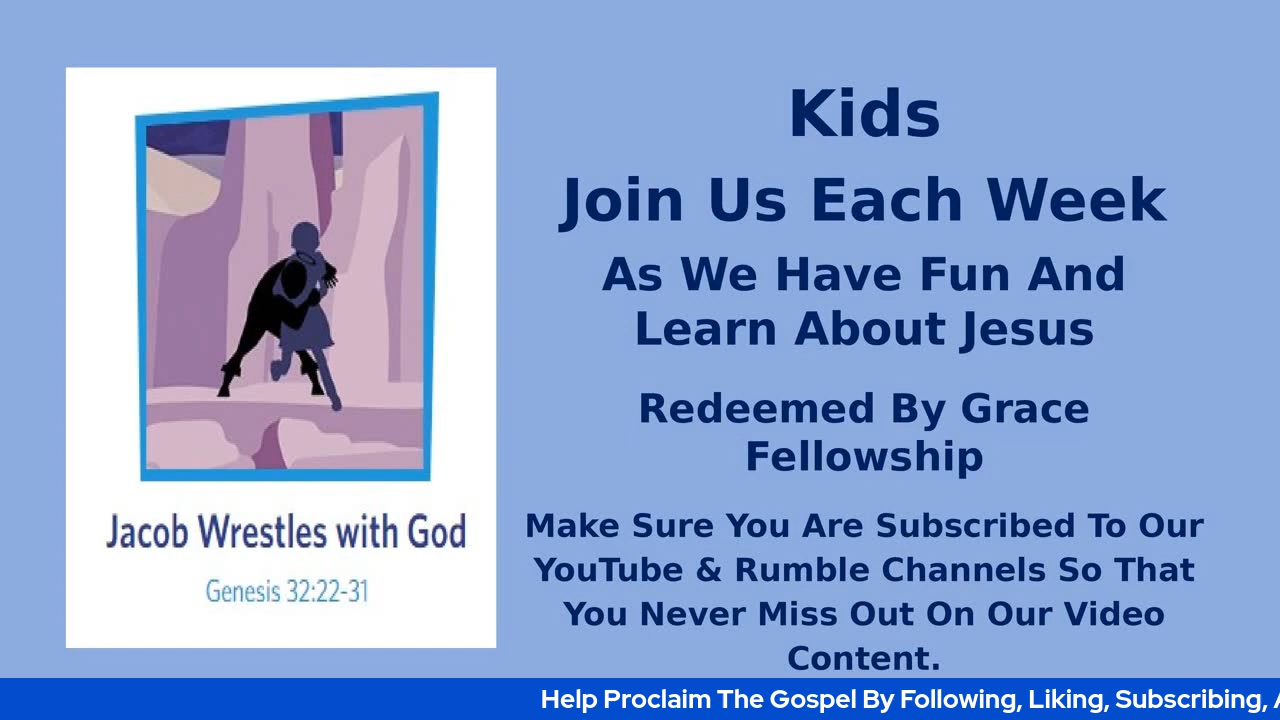 Kids
Join Us Each Week
As We Have Fun And
Learn About Jesus
Redeemed By Grace
Fellowship
Make Sure You Are Subscribed To Our
YouTube & Rumble Channels So That
You Never Miss Out On Our Video
Content.
Jacob Wrestles with God
Genesis 32:22-31
Help Proclaim The Gospel By Following, Liking, Subscribing,